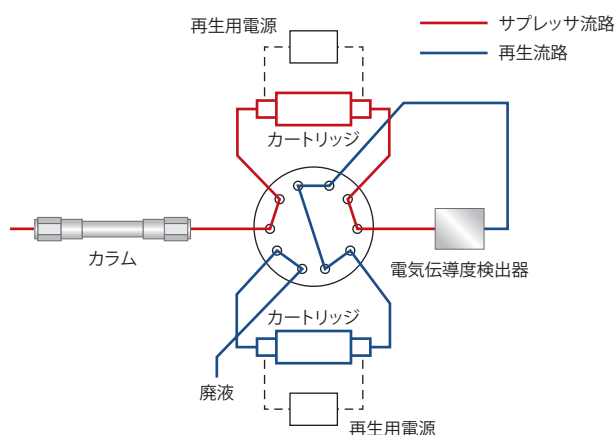 再生用電源
サプレッサ流路
再生流路
カートリッジ
カラム
電気伝導度検出器
カートリッジ
廃液
再生用電源